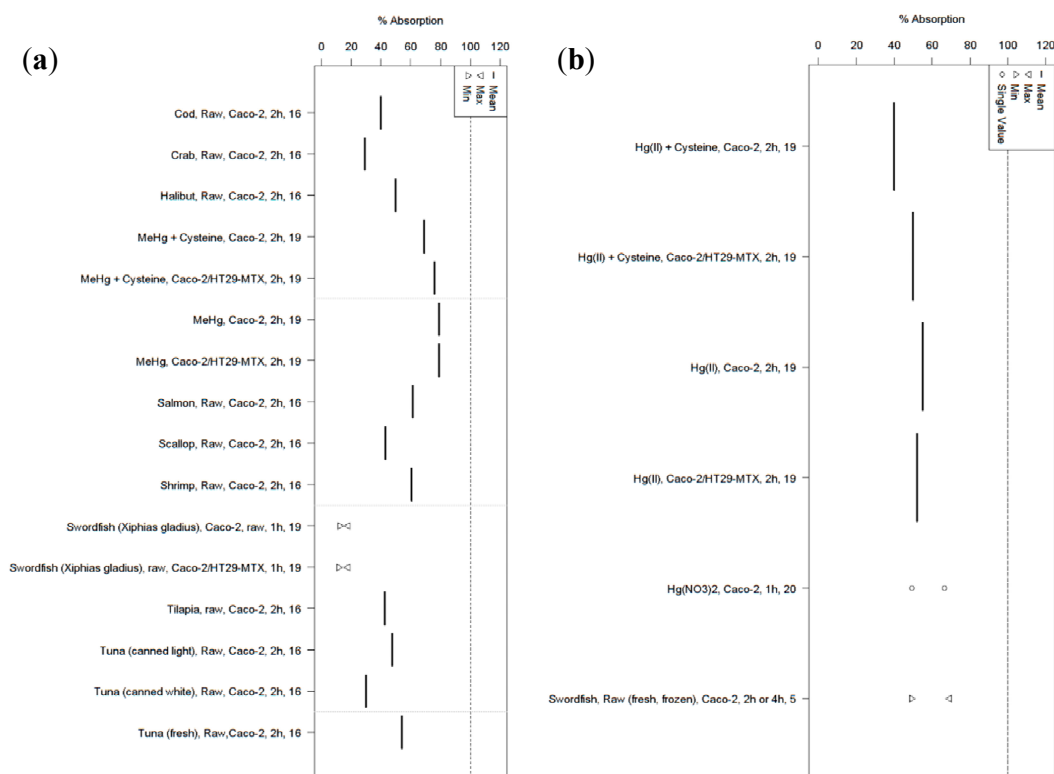 (a)
% Absorption
0 20 40 60 80 100 120
Min
Max
Mean
Cod, Raw, Caco-2, 2h, 16
Crab, Raw, Caco-2, 2h, 16
Halibut, Raw, Caco-2, 2h, 16
MeHg + Cysteine, Caco-2, 2h, 19
MeHg + Cysteine, Caco-2/HT29-MTX, 2h, 19
MeHg, Caco-2, 2h, 19
MeHg, Caco-2/HT29-MTX, 2h, 19
Salmon, Raw, Caco-2, 2h, 16
Scallop, Raw, Caco-2, 2h, 16
Shrimp, Raw, Caco-2, 2h, 16
Swordfish (Xiphias gladius), Caco-2, raw, 1h, 19
Swordfish (Xiphias gladius), raw, Caco-2/HT29-MTX, 1h, 19
Tilapia, raw, Caco-2, 2h, 16
Tuna (canned light), Raw, Caco-2, 2h, 16
Tuna (canned white), Raw, Caco-2, 2h, 16
Tuna (fresh), Raw,Caco-2, 2h, 16
(b)
% Absorption
0 20 40 60 80 100 120
Single Value
Min
Max
Mean
Hg(II) + Cysteine, Caco-2, 2h, 19
Hg(II) + Cysteine, Caco-2/HT29-MTX, 2h, 19
Hg(II), Caco-2, 2h, 19
Hg(II), Caco-2/HT29-MTX, 2h, 19
Hg(NO3)2, Caco-2, 1h, 20
Swordfish, Raw (fresh, frozen), Caco-2, 2h or 4h, 5